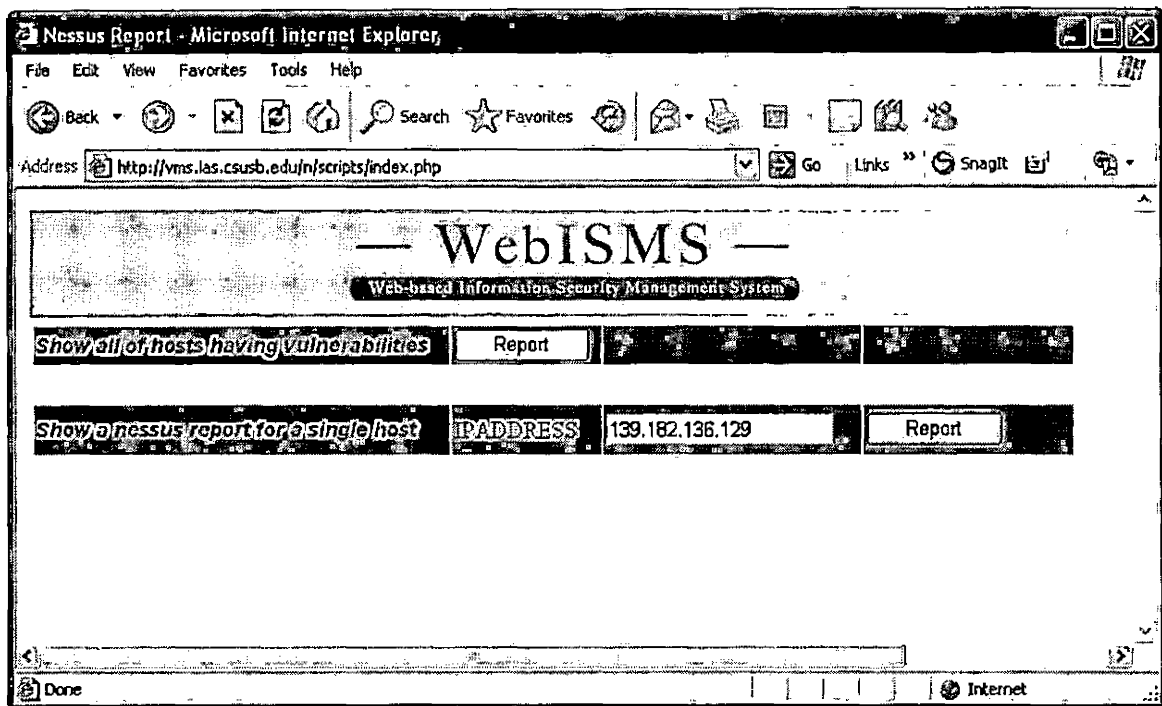 Nessus Report - Microsoft Internet Explorer
File Edit View Favorites Tools Help
Back Search Favorites
Address http://vms.las.csusb.edu/n/scripts/index.php Go Links » SnagIt
— WebISMS —
Web-based Information Security Management System
Show all of hosts having vulnerabilities Report
Show a nessus report for a single host IPADDRESS 139.182.136.129 Report
Done Internet